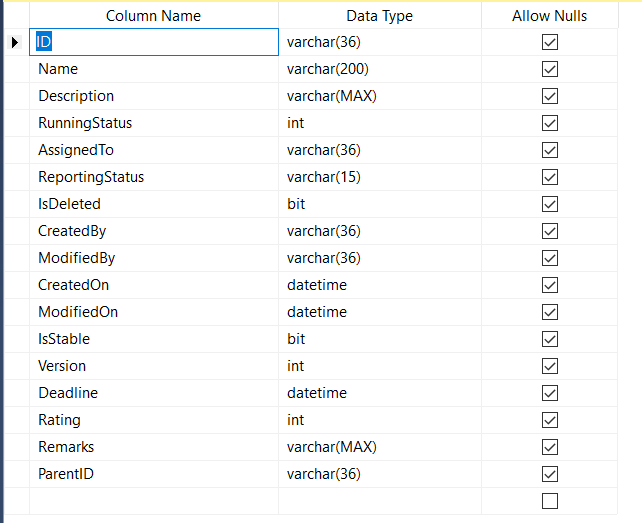 Column Name Data Type Allow Nulls
ID varchar(36)
Name varchar(200)
Description varchar(MAX)
RunningStatus int
AssignedTo varchar(36)
ReportingStatus varchar(15)
IsDeleted bit
CreatedBy varchar(36)
ModifiedBy varchar(36)
CreatedOn datetime
ModifiedOn datetime
IsStable bit
Version int
Deadline datetime
Rating int
Remarks varchar(MAX)
ParentID varchar(36)